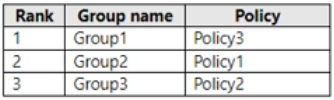 Rank Group name Policy
1 Group1 Policy3
2 Group2 Policy1
3 Group3 Policy2